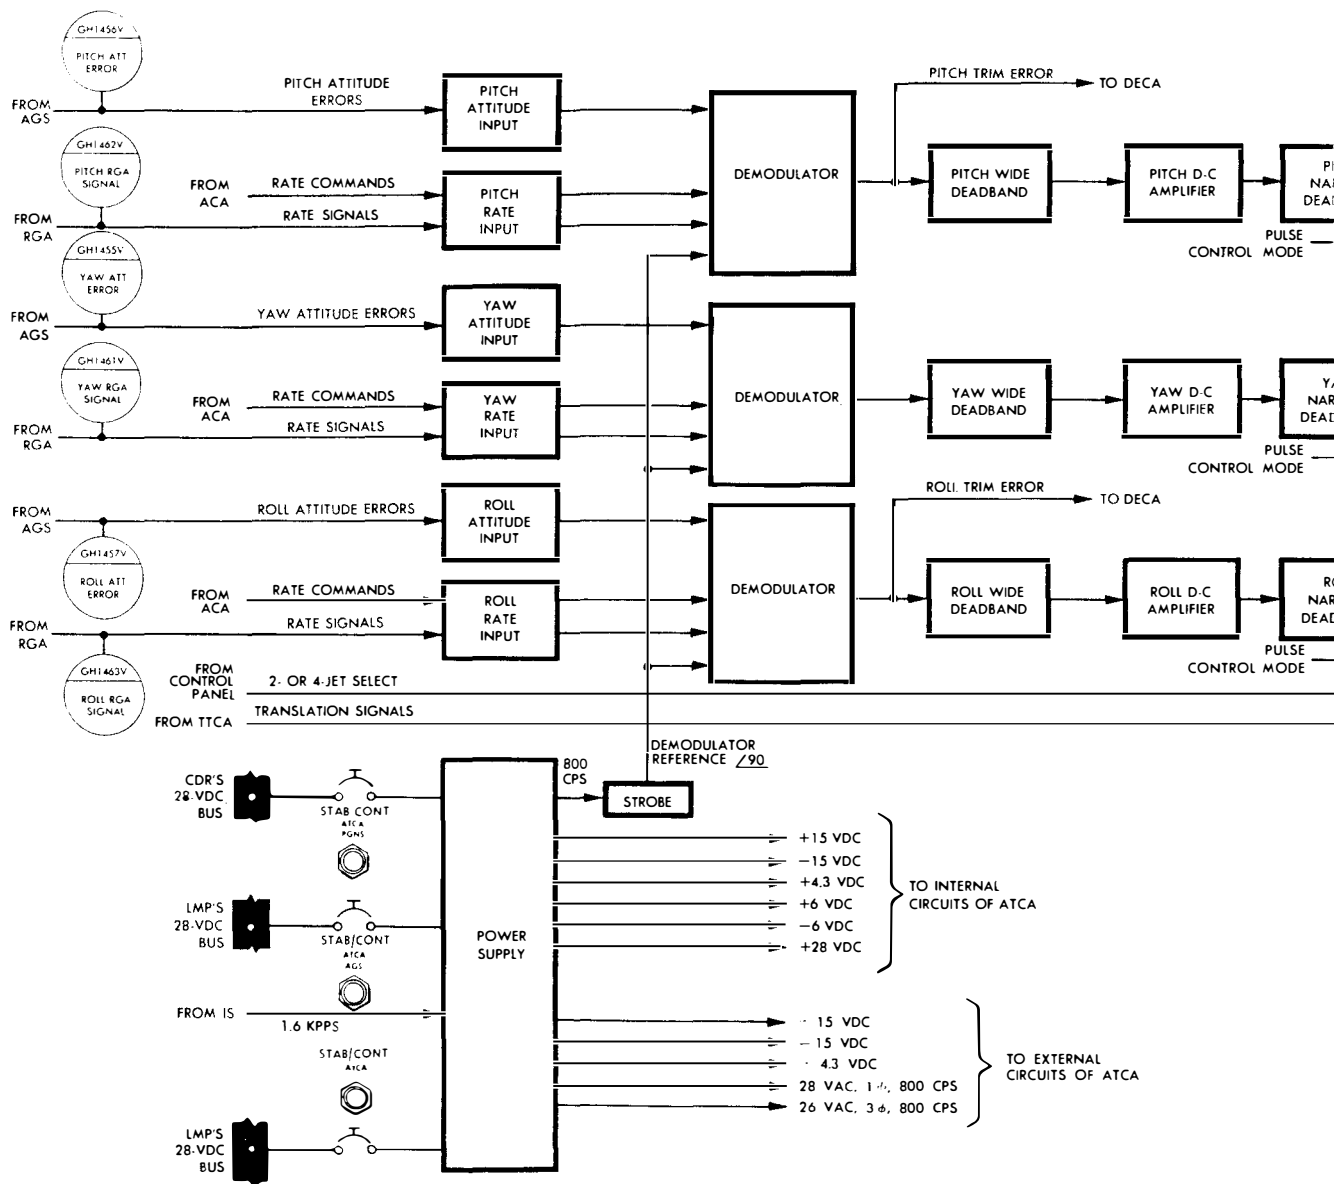 GH1456V
PITCH ATT
ERROR
FROM
AGS
PITCH ATTITUDE
ERRORS
PITCH
ATTITUDE
INPUT
PITCH TRIM ERROR
TO DECA
GH1462V
PITCH RGA
SIGNAL
FROM
ACA
RATE COMMANDS
FROM
RGA
RATE SIGNALS
PITCH
RATE
INPUT
DEMODULATOR
PITCH WIDE
DEADBAND
PITCH D-C
AMPLIFIER
PULSE
CONTROL MODE
GH1455V
YAW ATT
ERROR
FROM
AGS
YAW ATTITUDE ERRORS
YAW
ATTITUDE
INPUT
GH1461V
YAW RGA
SIGNAL
FROM
ACA
RATE COMMANDS
FROM
RGA
RATE SIGNALS
YAW
RATE
INPUT
DEMODULATOR
YAW WIDE
DEADBAND
YAW D-C
AMPLIFIER
PULSE
CONTROL MODE
FROM
AGS
ROLL ATTITUDE ERRORS
ROLL
ATTITUDE
INPUT
ROLL TRIM ERROR
TO DECA
GH1457V
ROLL ATT
ERROR
FROM
ACA
RATE COMMANDS
FROM
RGA
RATE SIGNALS
ROLL
RATE
INPUT
DEMODULATOR
ROLL WIDE
DEADBAND
ROLL D-C
AMPLIFIER
PULSE
CONTROL MODE
GH1463V
ROLL RGA
SIGNAL
FROM
CONTROL
PANEL
2- OR 4-JET SELECT
FROM TTCA
TRANSLATION SIGNALS
DEMODULATOR
REFERENCE /90
800
CPS
STROBE
CDR'S
28-VDC
BUS
STAB CONT
ATCA
PGNS
+15 VDC
-15 VDC
+4.3 VDC
+6 VDC
-6 VDC
+28 VDC
TO INTERNAL
CIRCUITS OF ATCA
LMP'S
28-VDC
BUS
STAB/CONT
ATCA
AGS
POWER
SUPPLY
FROM IS
1.6 KPPS
STAB/CONT
ATCA
15 VDC
-15 VDC
4.3 VDC
28 VAC, 1ϕ, 800 CPS
26 VAC, 3ϕ, 800 CPS
TO EXTERNAL
CIRCUITS OF ATCA
LMP'S
28-VDC
BUS